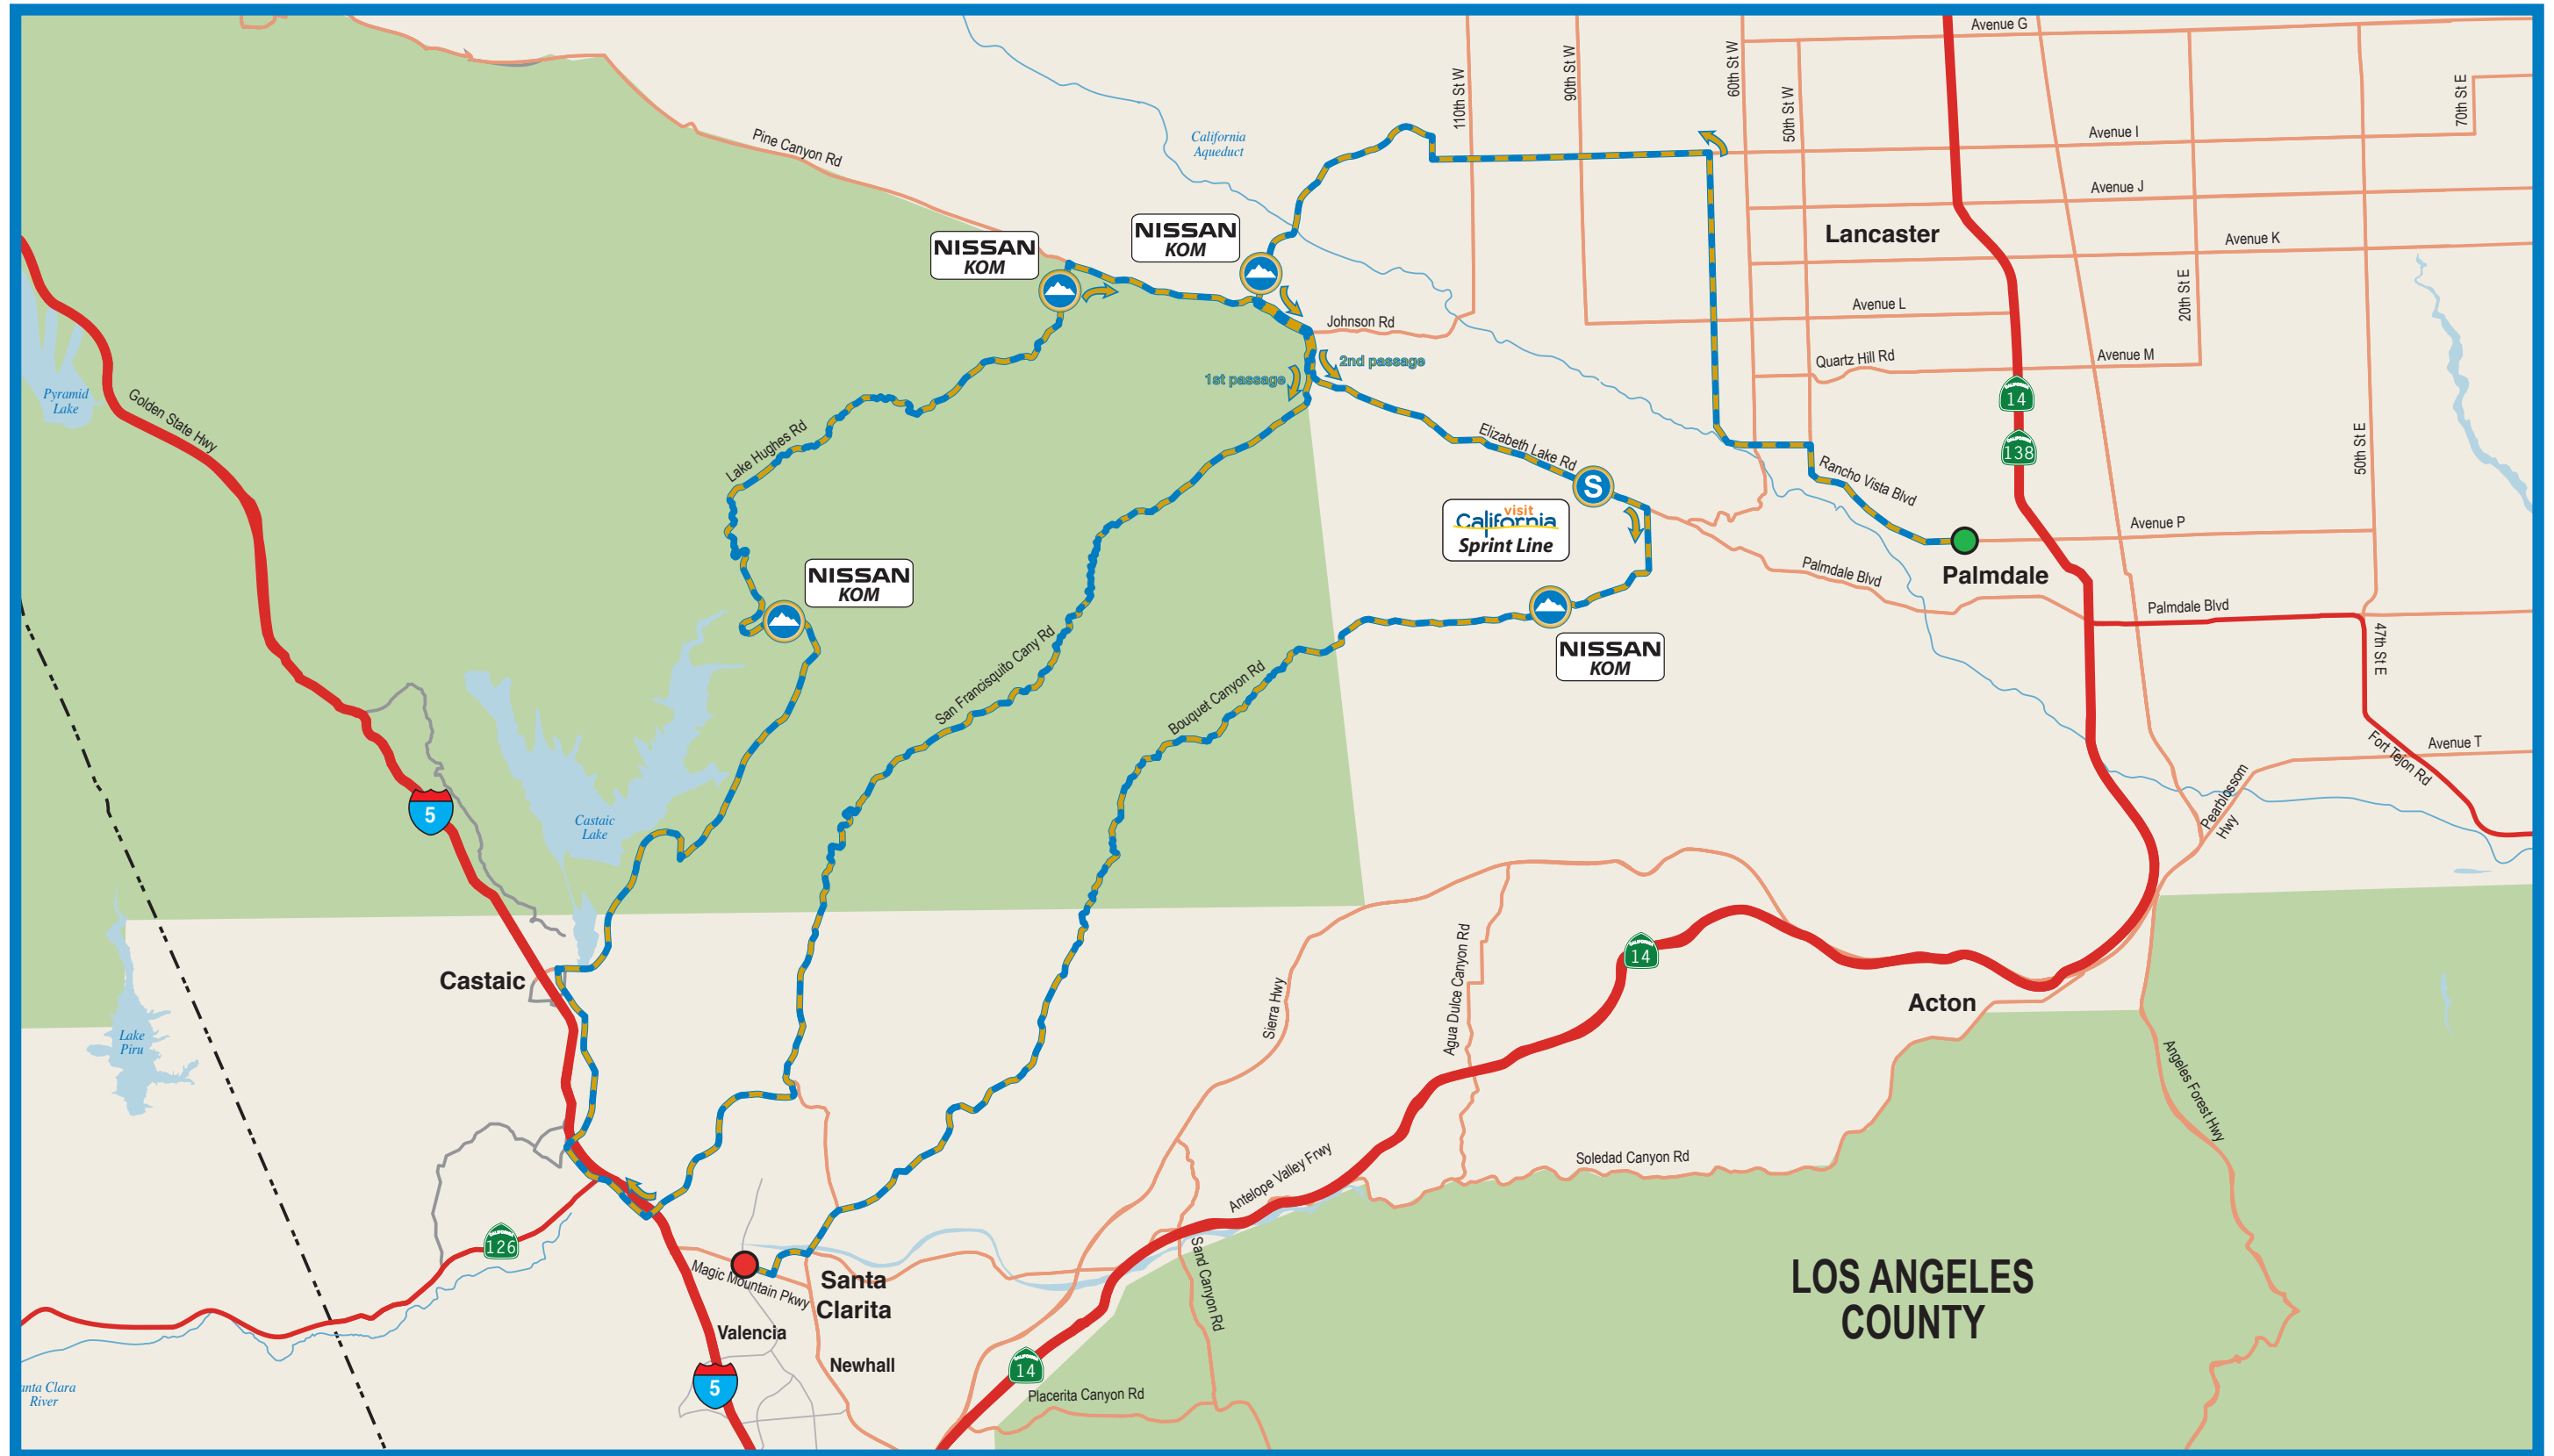 Avenue G
70th St E
60th St W
90th St W
110th St W
50th St W
Avenue I
Pine Canyon Rd
California
Aqueduct
Avenue J
Lancaster
NISSAN
KOM
NISSAN
KOM
Avenue K
20th St E
Avenue L
Johnson Rd
Quartz Hill Rd
Avenue M
2nd passage
1st passage
Pyramid
Lake
Golden State Hwy
14
CALIFORNIA
138
50th St E
Lake Hughes Rd
Elizabeth Lake Rd
S
Rancho Vista Blvd
visit
California
Sprint Line
Avenue P
Palmdale
Palmdale Blvd
NISSAN
KOM
Palmdale Blvd
47th St E
NISSAN
KOM
San Francisquito Cany Rd
Bouquet Canyon Rd
Avenue T
Fort Tejon Rd
Pearblossom
Hwy
5
Castaic
Lake
Agua Dulce Canyon Rd
CALIFORNIA
14
Castaic
Sierra Hwy
Acton
Lake
Piru
Angeles Forest Hwy
Antelope Valley Frwy
Soledad Canyon Rd
CALIFORNIA
126
Magic Mountain Pkwy
Santa
Clarita
Sand Canyon Rd
LOS ANGELES
COUNTY
Valencia
Newhall
CALIFORNIA
14
5
Placerita Canyon Rd
anta Clara
River